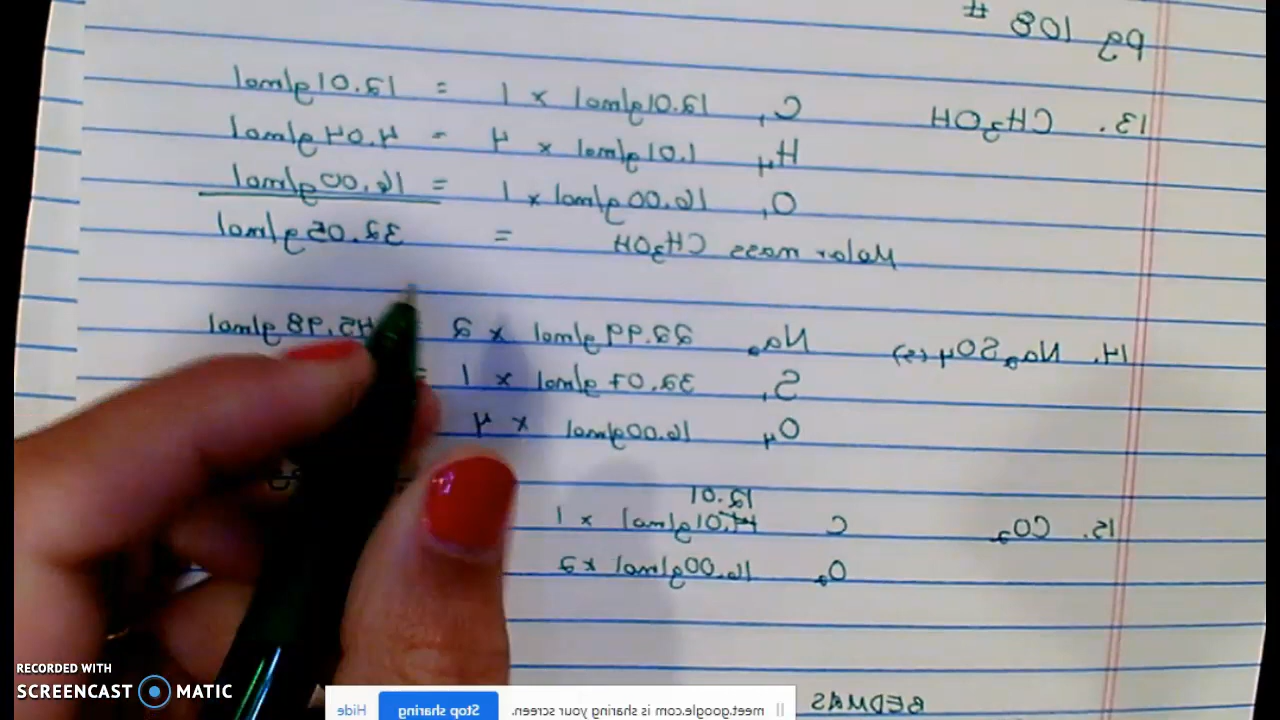 pg 108 #
13. CH3OH C1 12.01g/mol x 1 = 12.01g/mol
H4 1.01g/mol x 4 = 4.04g/mol
O1 16.00g/mol x 1 = 16.00g/mol
Molar mass CH3OH = 32.05g/mol
14. Na2SO4(s) Na2 22.99g/mol x 2 = 45.98g/mol
S1 32.07g/mol x 1 =
O4 16.00g/mol x 4
12.01
15. CO2 C 14.01g/mol x 1
O2 16.00g/mol x 2
BEDMAS
RECORDED WITH
SCREENCAST MATIC
meet.google.com is sharing your screen. Stop sharing Hide